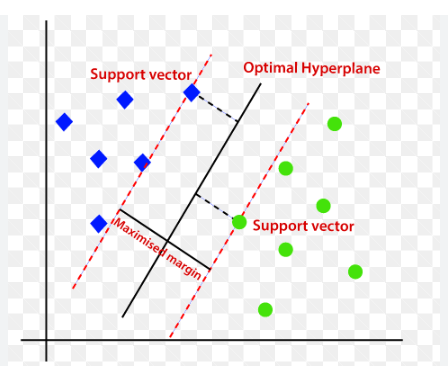 Support vector
Optimal Hyperplane
Support vector
Maximised margin